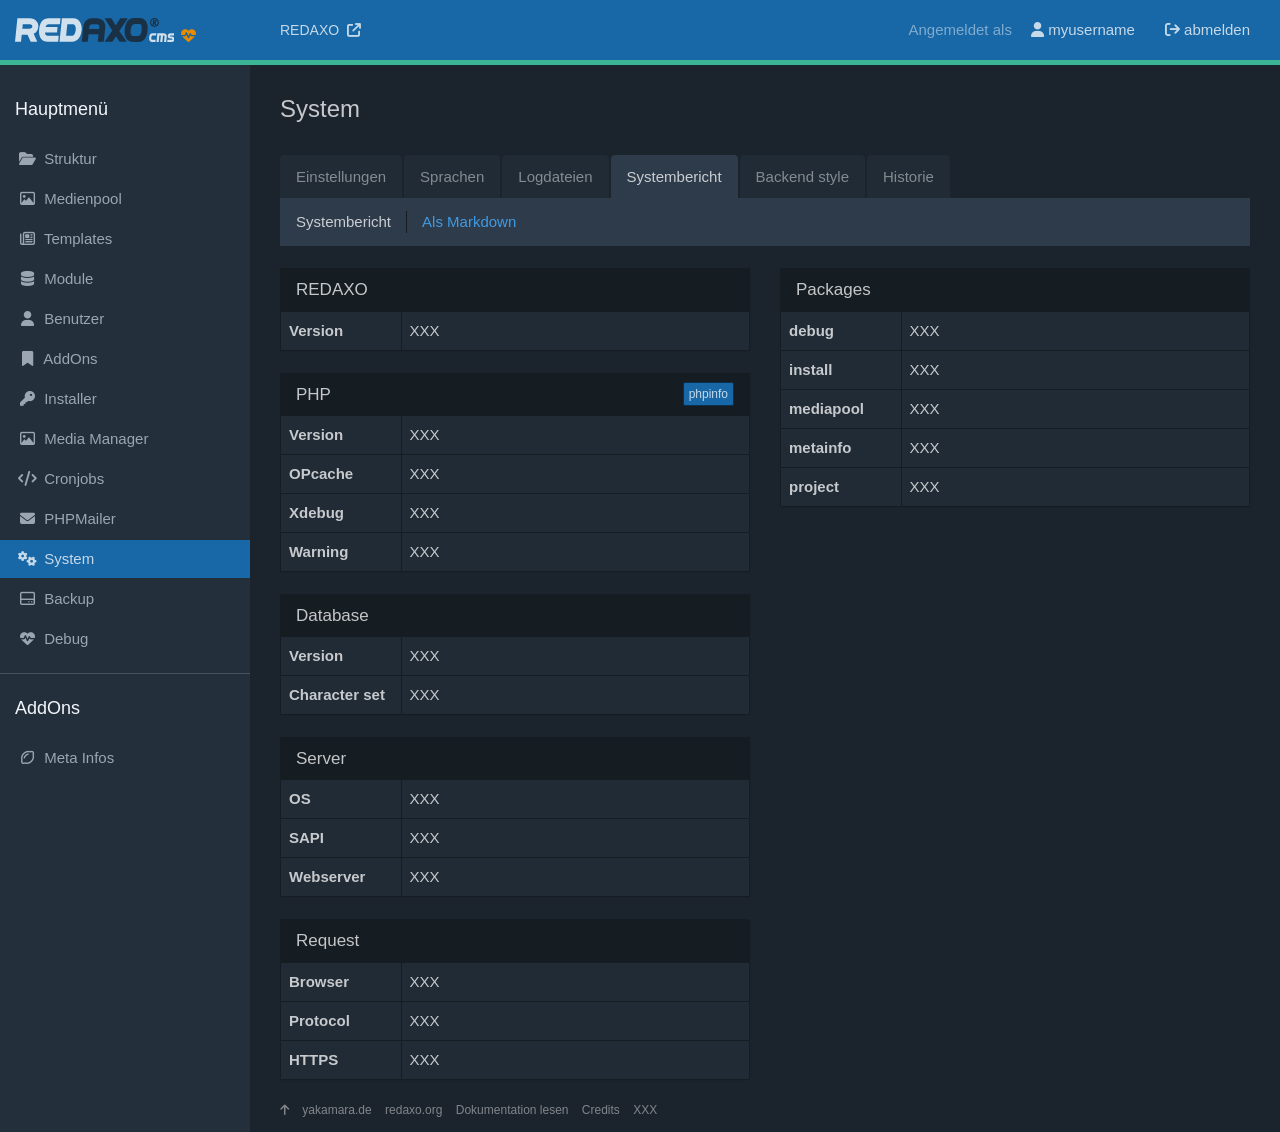 REDAXO® cms
REDAXO
Angemeldet als myusername abmelden
Hauptmenü
Struktur
Medienpool
Templates
Module
Benutzer
AddOns
Installer
Media Manager
Cronjobs
PHPMailer
System
Backup
Debug
AddOns
Meta Infos
System
Einstellungen Sprachen Logdateien Systembericht Backend style Historie
Systembericht Als Markdown
REDAXO
Version XXX
PHP phpinfo
Version XXX
OPcache XXX
Xdebug XXX
Warning XXX
Database
Version XXX
Character set XXX
Server
OS XXX
SAPI XXX
Webserver XXX
Request
Browser XXX
Protocol XXX
HTTPS XXX
Packages
debug XXX
install XXX
mediapool XXX
metainfo XXX
project XXX
yakamara.de redaxo.org Dokumentation lesen Credits XXX